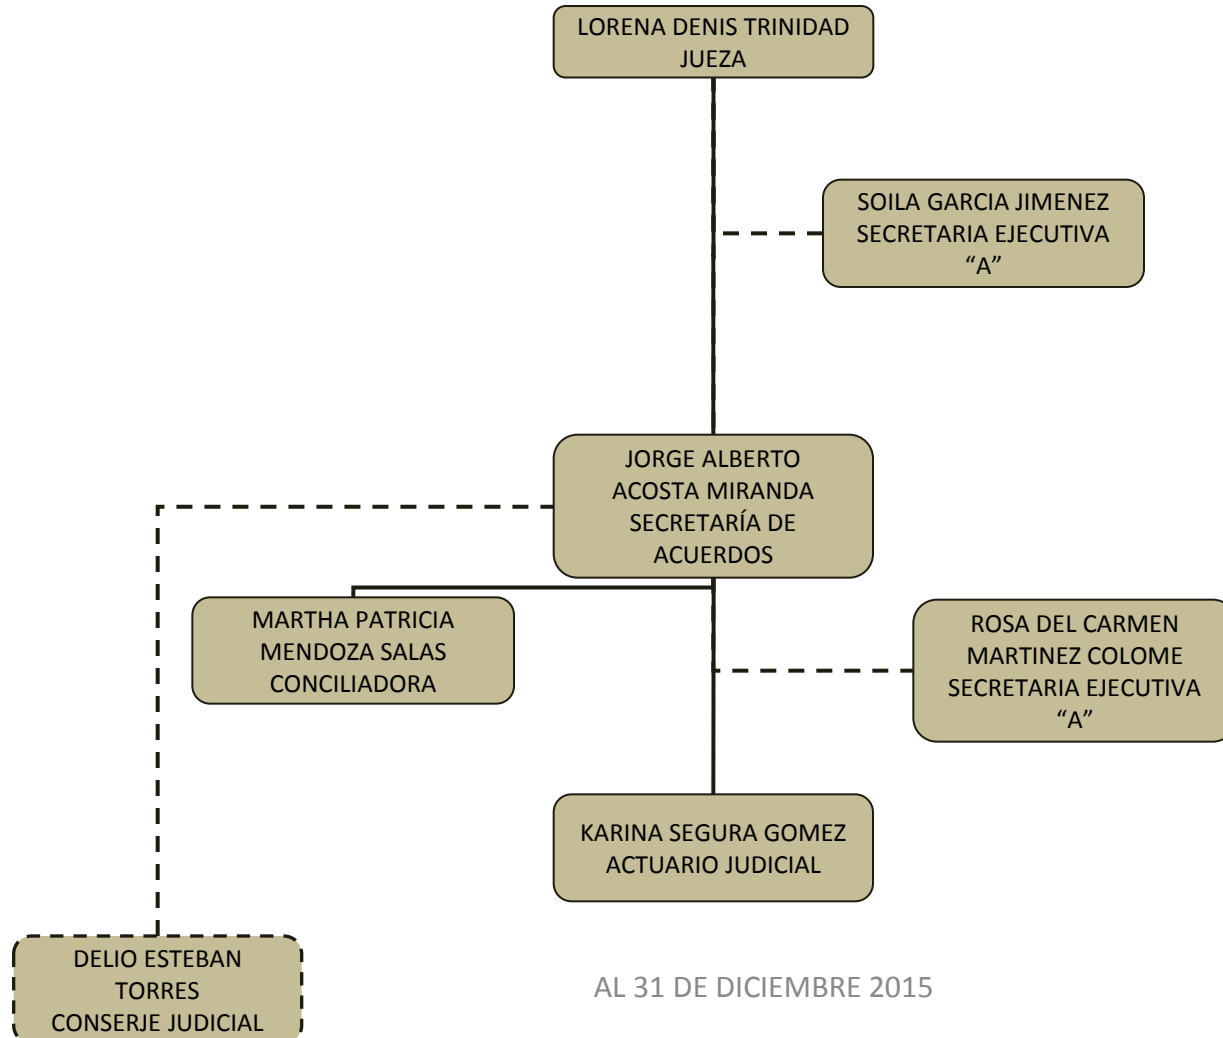 LORENA DENIS TRINIDAD
JUEZA
SOILA GARCIA JIMENEZ
SECRETARIA EJECUTIVA
“A”
JORGE ALBERTO
ACOSTA MIRANDA
SECRETARÍA DE
ACUERDOS
MARTHA PATRICIA
MENDOZA SALAS
CONCILIADORA
ROSA DEL CARMEN
MARTINEZ COLOME
SECRETARIA EJECUTIVA
“A”
KARINA SEGURA GOMEZ
ACTUARIO JUDICIAL
DELIO ESTEBAN
TORRES
CONSERJE JUDICIAL
AL 31 DE DICIEMBRE 2015